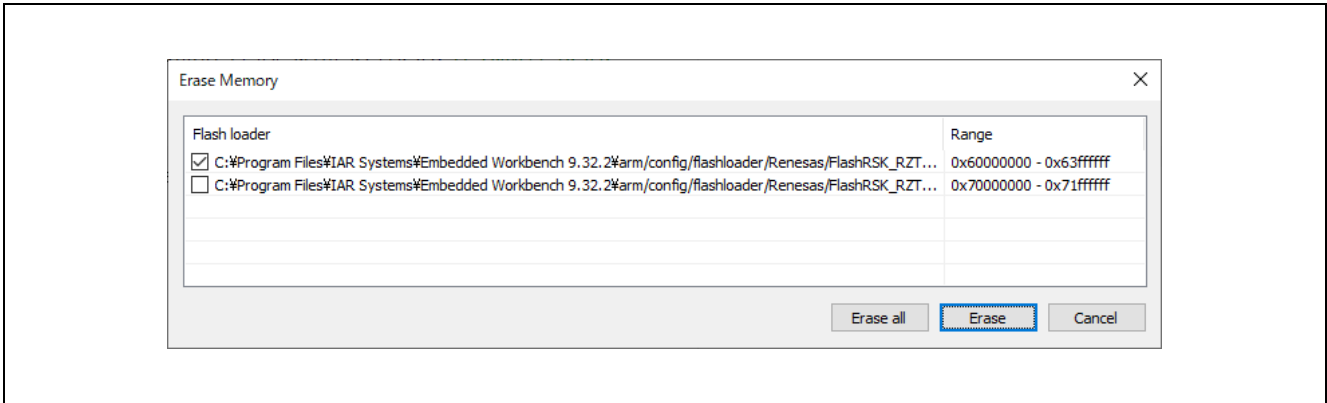 Erase Memory
Flash loader Range
C:¥Program Files¥IAR Systems¥Embedded Workbench 9.32.2¥arm/config/flashloader/Renesas/FlashRSK_RZT... 0x60000000 - 0x63ffffff
C:¥Program Files¥IAR Systems¥Embedded Workbench 9.32.2¥arm/config/flashloader/Renesas/FlashRSK_RZT... 0x70000000 - 0x71ffffff
Erase all Erase Cancel